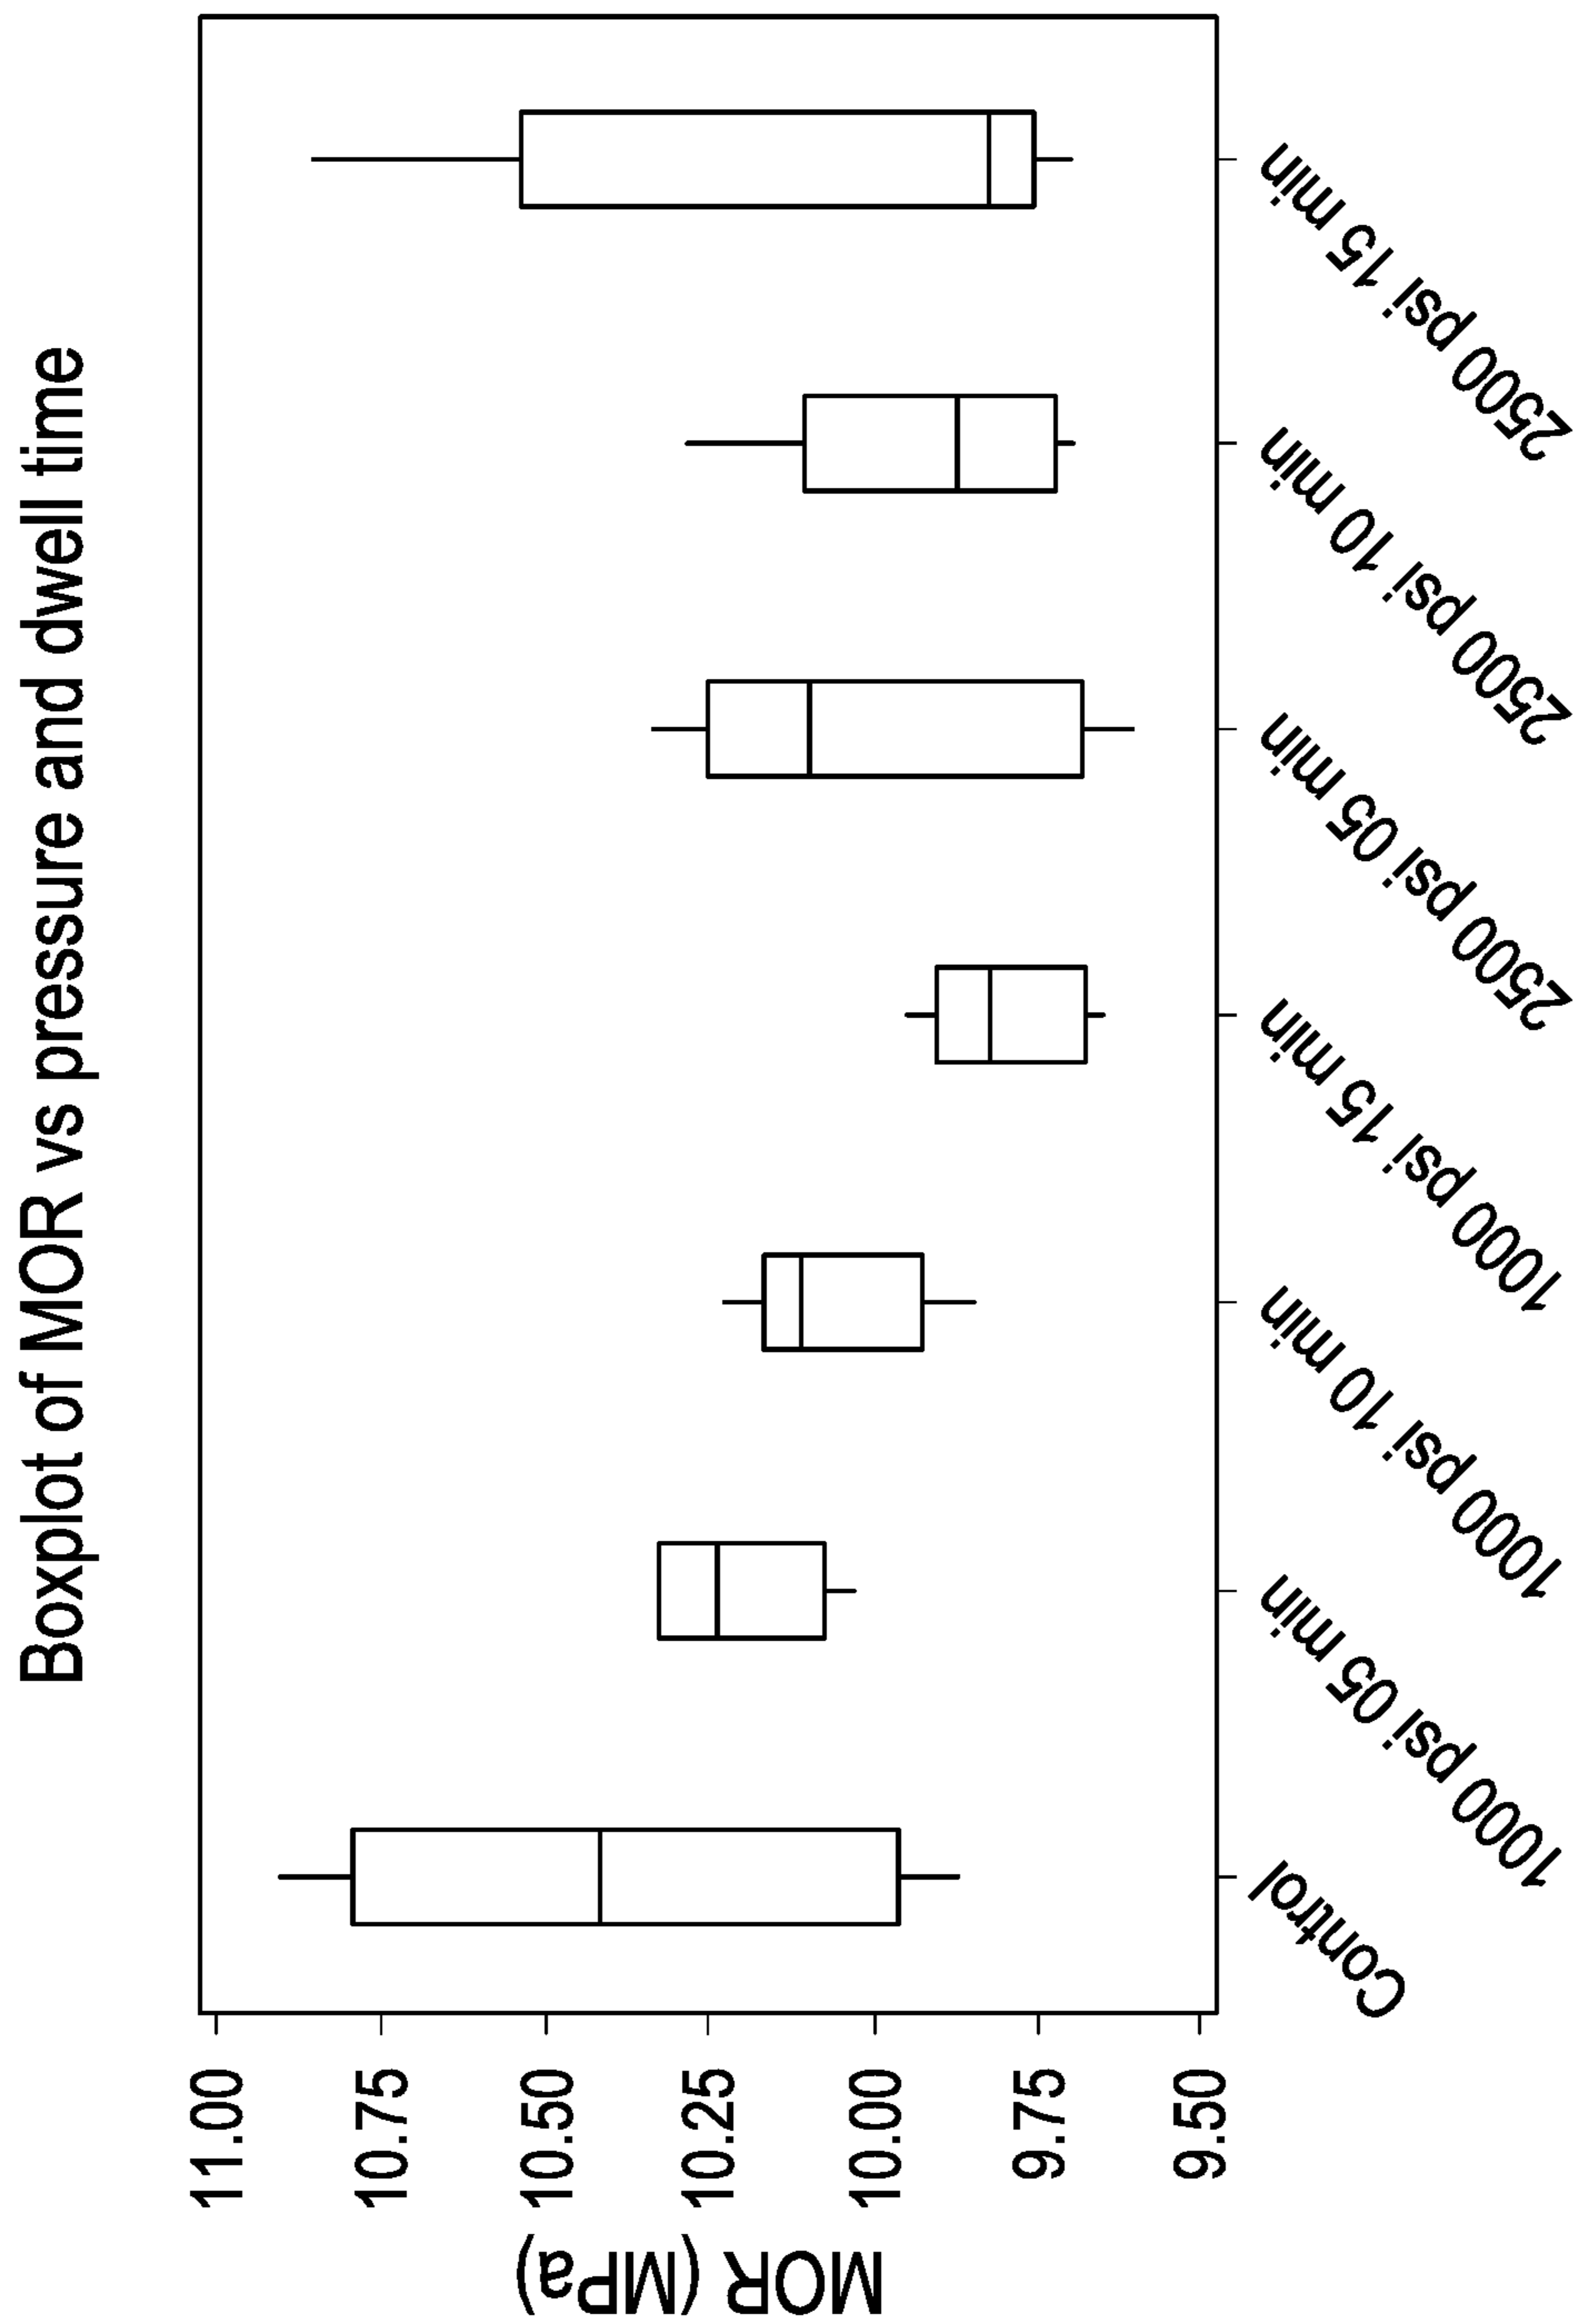 Boxplot of MOR vs pressure and dwell time
MOR (MPa)
11.00
10.75
10.50
10.25
10.00
9.75
9.50
Control
1000 psi 05 min
1000 psi 10 min
1000 psi 15 min
2500 psi 05 min
2500 psi 10 min
2500 psi 15 min